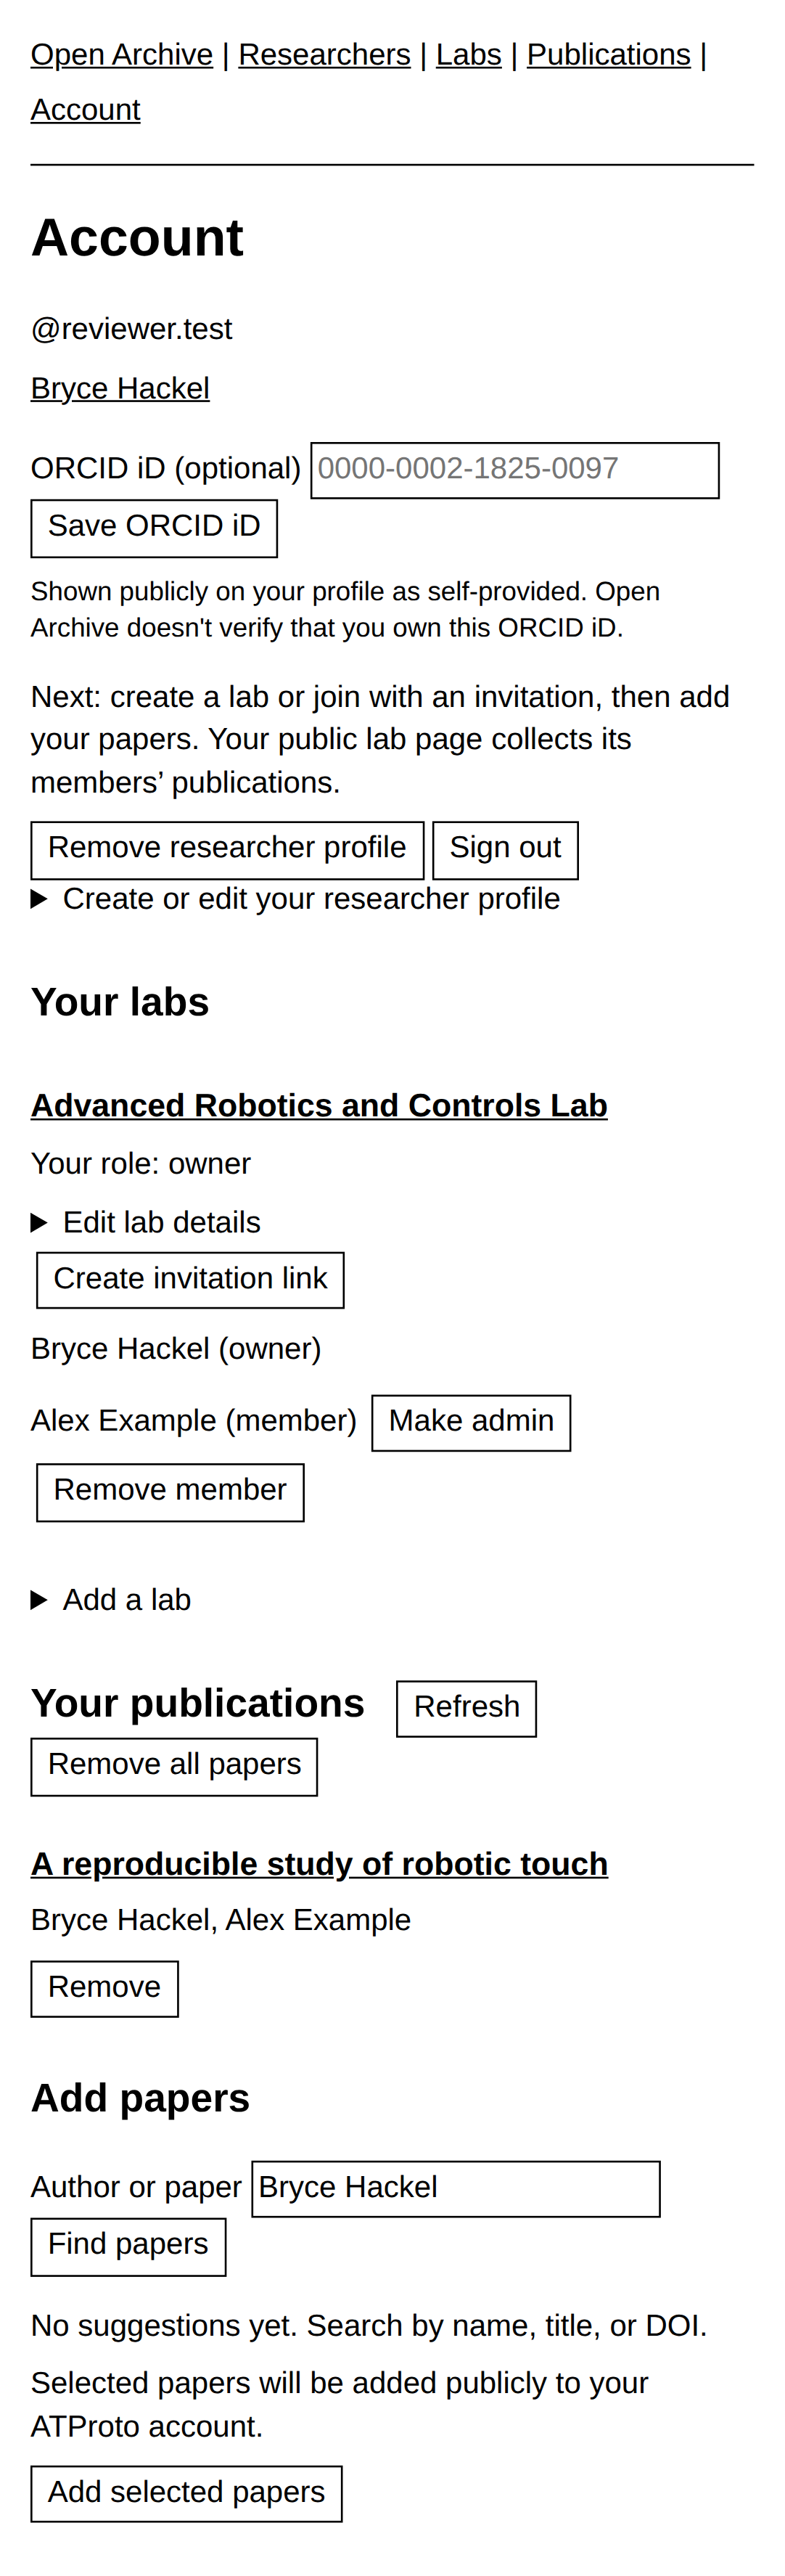 Open Archive | Researchers | Labs | Publications |
Account
Account
@reviewer.test
Bryce Hackel
ORCID iD (optional) 0000-0002-1825-0097
Save ORCID iD
Shown publicly on your profile as self-provided. Open
Archive doesn't verify that you own this ORCID iD.
Next: create a lab or join with an invitation, then add
your papers. Your public lab page collects its
members’ publications.
Remove researcher profile Sign out
Create or edit your researcher profile
Your labs
Advanced Robotics and Controls Lab
Your role: owner
Edit lab details
Create invitation link
Bryce Hackel (owner)
Alex Example (member) Make admin
Remove member
Add a lab
Your publications Refresh
Remove all papers
A reproducible study of robotic touch
Bryce Hackel, Alex Example
Remove
Add papers
Author or paper Bryce Hackel
Find papers
No suggestions yet. Search by name, title, or DOI.
Selected papers will be added publicly to your
ATProto account.
Add selected papers